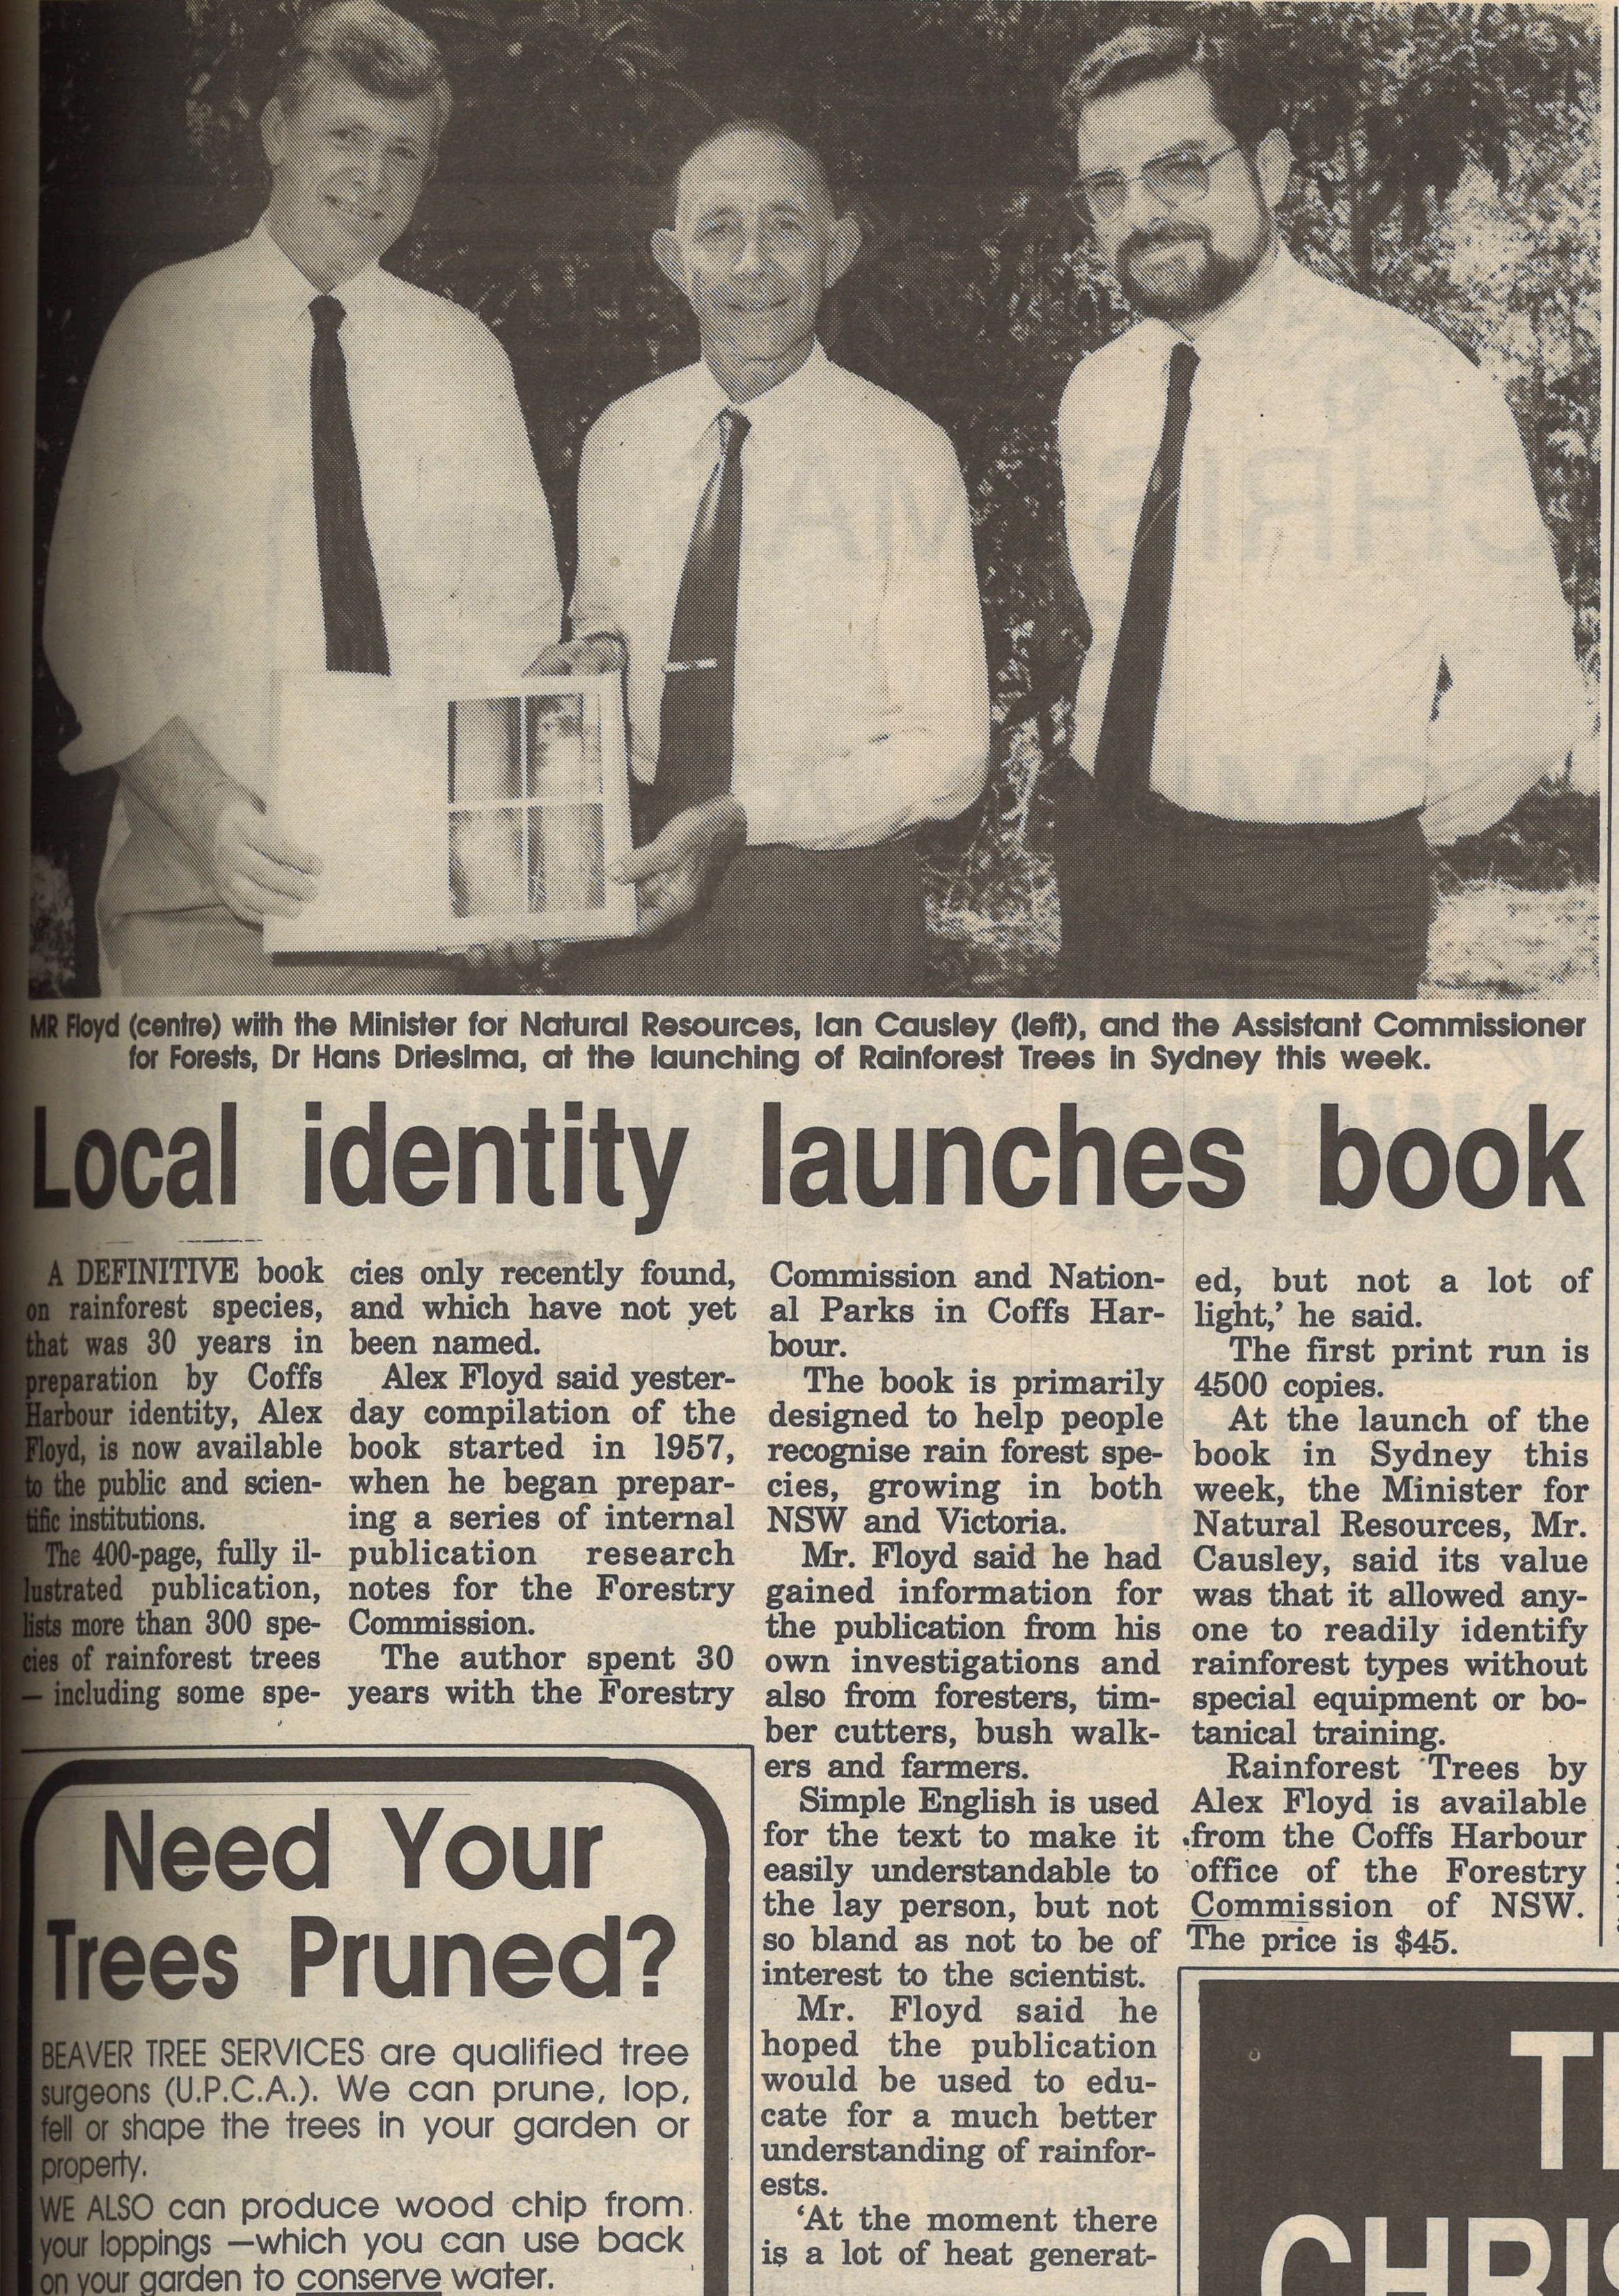 MR Floyd (centre) with the Minister for Natural Resources, Ian Causley (left), and the Assistant Commissioner
for Forests, Dr Hans Drieslma, at the launching of Rainforest Trees in Sydney this week.
Local identity launches book
A DEFINITIVE book
on rainforest species,
that was 30 years in
preparation by Coffs
Harbour identity, Alex
Floyd, is now available
to the public and scien-
tific institutions.
The 400-page, fully il-
lustrated publication,
lists more than 300 spe-
cies of rainforest trees
— including some spe-
cies only recently found,
and which have not yet
been named.
Alex Floyd said yester-
day compilation of the
book started in 1957,
when he began prepar-
ing a series of internal
publication research
notes for the Forestry
Commission.
The author spent 30
years with the Forestry
Commission and Nation-
al Parks in Coffs Har-
bour.
The book is primarily
designed to help people
recognise rain forest spe-
cies, growing in both
NSW and Victoria.
Mr. Floyd said he had
gained information for
the publication from his
own investigations and
also from foresters, tim-
ber cutters, bush walk-
ers and farmers.
Simple English is used
for the text to make it
easily understandable to
the lay person, but not
so bland as not to be of
interest to the scientist.
Mr. Floyd said he
hoped the publication
would be used to edu-
cate for a much better
understanding of rainfor-
ests.
‘At the moment there
is a lot of heat generat-
ed, but not a lot of
light,’ he said.
The first print run is
4500 copies.
At the launch of the
book in Sydney this
week, the Minister for
Natural Resources, Mr.
Causley, said its value
was that it allowed any-
one to readily identify
rainforest types without
special equipment or bo-
tanical training.
Rainforest Trees by
Alex Floyd is available
from the Coffs Harbour
office of the Forestry
Commission of NSW.
The price is $45.
Need Your
Trees Pruned?
BEAVER TREE SERVICES are qualified tree
surgeons (U.P.C.A.). We can prune, lop,
fell or shape the trees in your garden or
property.
WE ALSO can produce wood chip from
your loppings —which you can use back
on your garden to conserve water.